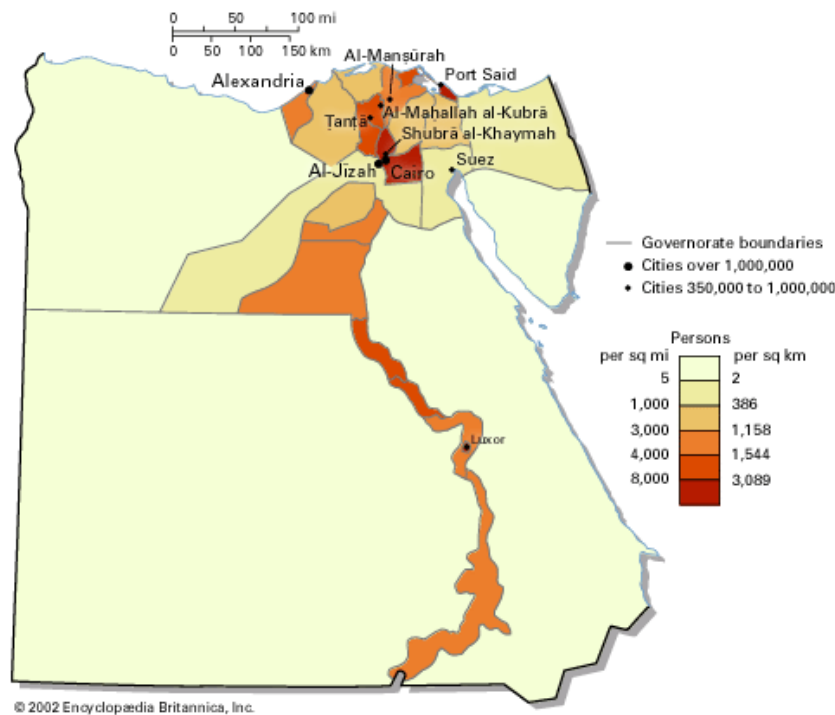 0 50 100 mi
0 50 100 150 km
Al-Manṣūrah
Alexandria
Port Said
Ṭanṭā
Al-Maḥallah al-Kubrā
Shubrā al-Khaymah
Al-Jīzah
Cairo
Suez
Governorate boundaries
Cities over 1,000,000
Cities 350,000 to 1,000,000
Persons
per sq mi per sq km
5 2
1,000 386
3,000 1,158
4,000 1,544
8,000 3,089
Luxor
© 2002 Encyclopædia Britannica, Inc.